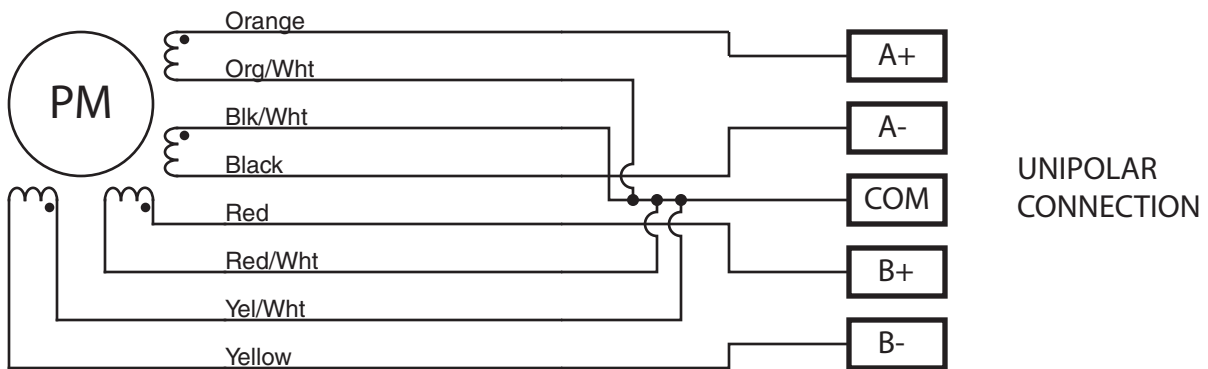 PM
Orange
Org/Wht
Blk/Wht
Black
Red
Red/Wht
Yel/Wht
Yellow
A+
A-
COM
B+
B-
UNIPOLAR
CONNECTION